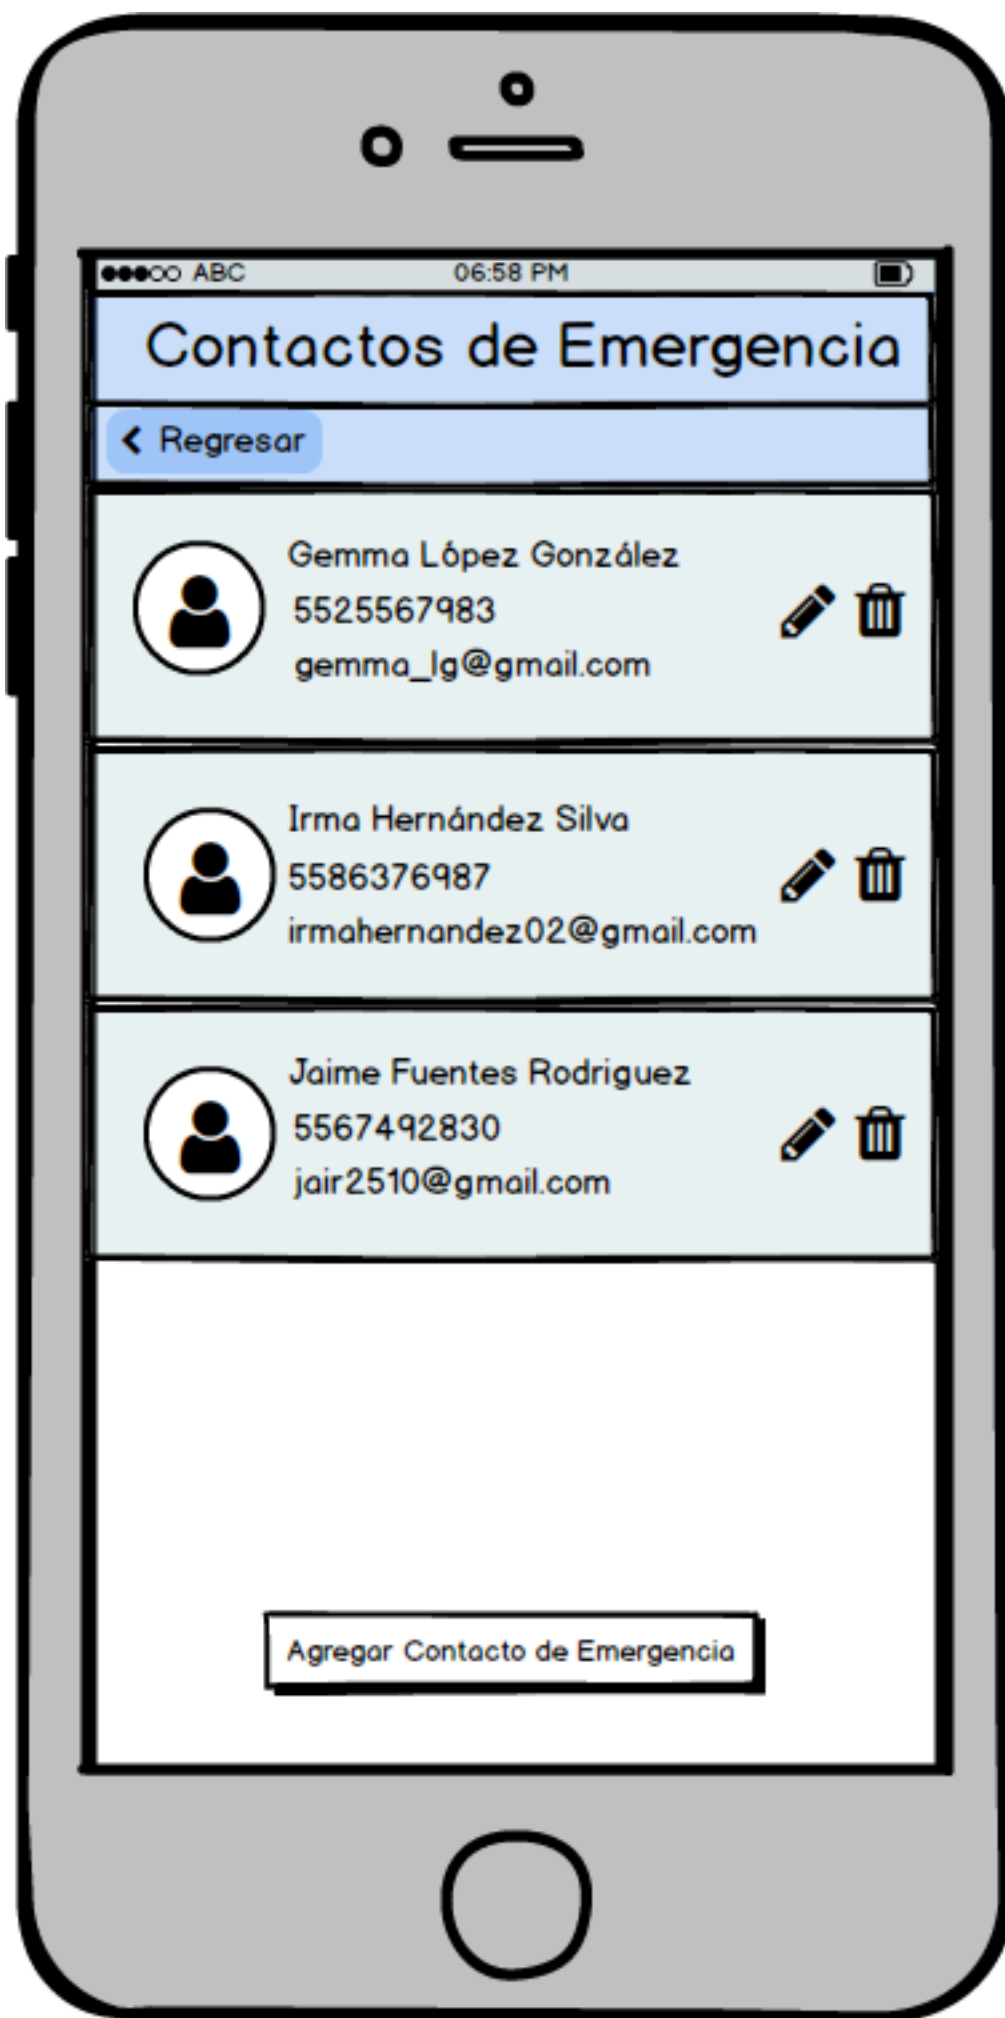 ABC 06:58 PM
Contactos de Emergencia
Regresar
Gemma López González
5525567983
gemma_lg@gmail.com
Irma Hernández Silva
5586376987
irmahernandez02@gmail.com
Jaime Fuentes Rodriguez
5567492830
jair2510@gmail.com
Agregar Contacto de Emergencia